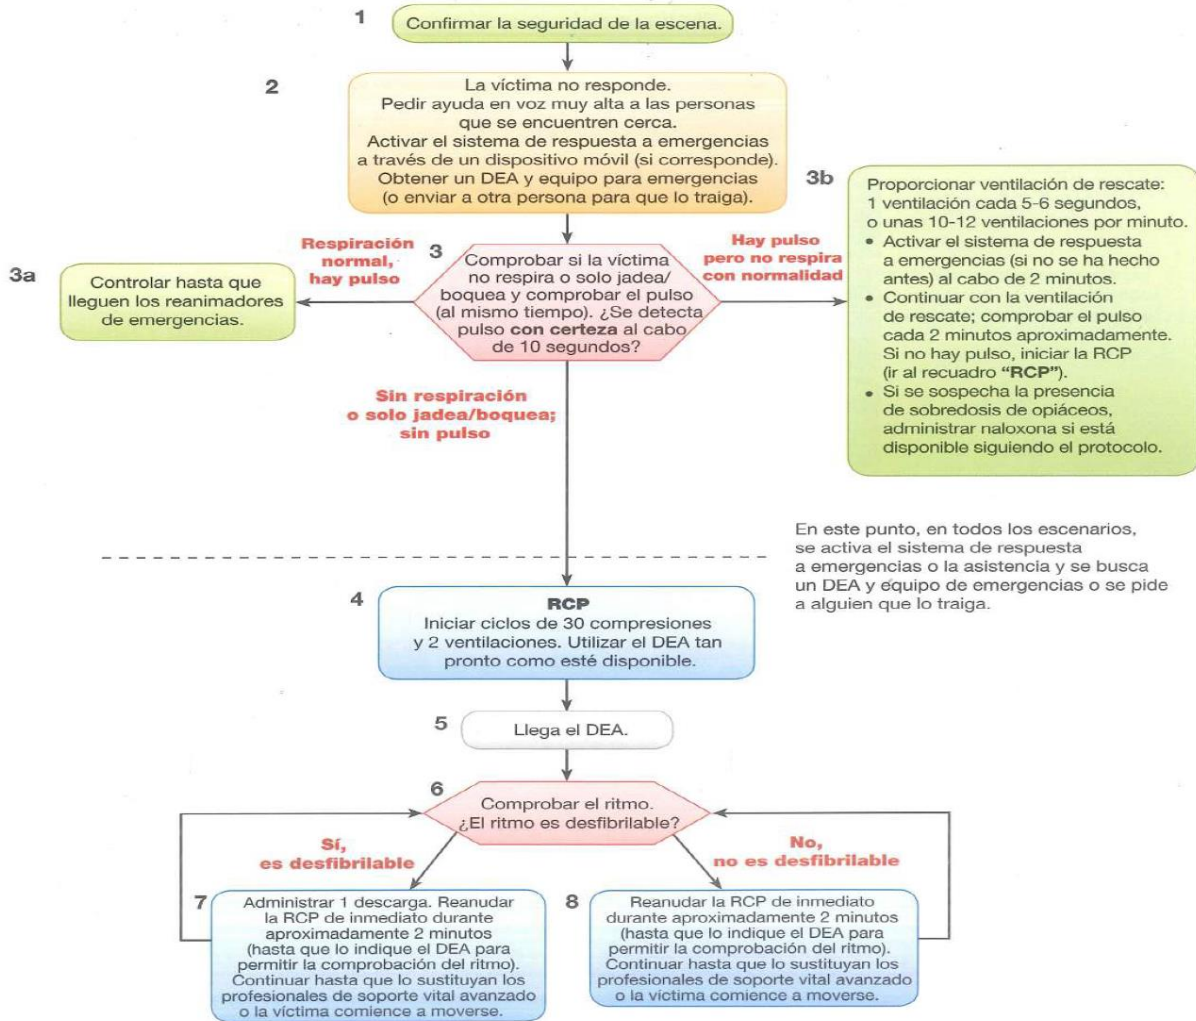 1
Confirmar la seguridad de la escena.
2
La víctima no responde.
Pedir ayuda en voz muy alta a las personas
que se encuentren cerca.
Activar el sistema de respuesta a emergencias
a través de un dispositivo móvil (si corresponde).
Obtener un DEA y equipo para emergencias
(o enviar a otra persona para que lo traiga).
3a
Controlar hasta que
lleguen los reanimadores
de emergencias.
Respiración
normal,
hay pulso
3
Comprobar si la víctima
no respira o solo jadea/
boquea y comprobar el pulso
(al mismo tiempo). ¿Se detecta
pulso con certeza al cabo
de 10 segundos?
Hay pulso
pero no respira
con normalidad
3b
Proporcionar ventilación de rescate:
1 ventilación cada 5-6 segundos,
o unas 10-12 ventilaciones por minuto.
• Activar el sistema de respuesta
a emergencias (si no se ha hecho
antes) al cabo de 2 minutos.
• Continuar con la ventilación
de rescate; comprobar el pulso
cada 2 minutos aproximadamente.
Si no hay pulso, iniciar la RCP
(ir al recuadro “RCP”).
• Si se sospecha la presencia
de sobredosis de opiáceos,
administrar naloxona si está
disponible siguiendo el protocolo.
Sin respiración
o solo jadea/boquea;
sin pulso
En este punto, en todos los escenarios,
se activa el sistema de respuesta
a emergencias o la asistencia y se busca
un DEA y equipo de emergencias o se pide
a alguien que lo traiga.
4
RCP
Iniciar ciclos de 30 compresiones
y 2 ventilaciones. Utilizar el DEA tan
pronto como esté disponible.
5
Llega el DEA.
6
Comprobar el ritmo.
¿El ritmo es desfibrilable?
Sí,
es desfibrilable
No,
no es desfibrilable
7
Administrar 1 descarga. Reanudar
la RCP de inmediato durante
aproximadamente 2 minutos
(hasta que lo indique el DEA para
permitir la comprobación del ritmo).
Continuar hasta que lo sustituyan los
profesionales de soporte vital avanzado
o la víctima comience a moverse.
8
Reanudar la RCP de inmediato
durante aproximadamente 2 minutos
(hasta que lo indique el DEA para
permitir la comprobación del ritmo).
Continuar hasta que lo sustituyan los
profesionales de soporte vital avanzado
o la víctima comience a moverse.